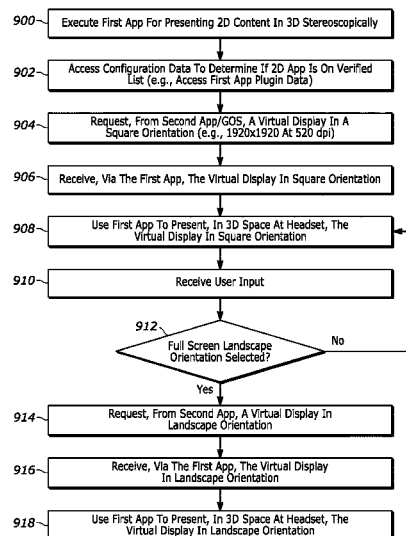 900
Execute First App For Presenting 2D Content In 3D Stereoscopically
902
Access Configuration Data To Determine If 2D App Is On Verified
List (e.g., Access First App Plugin Data)
904
Request, From Second App/GOS, A Virtual Display In A
Square Orientation (e.g., 1920x1920 At 520 dpi)
906
Receive, Via The First App, The Virtual Display In Square Orientation
908
Use First App To Present, In 3D Space At Headset, The
Virtual Display In Square Orientation
910
Receive User Input
912
Full Screen Landscape
Orientation Selected?
No
Yes
914
Request, From Second App, A Virtual Display In
Landscape Orientation
916
Receive, Via The First App, The Virtual Display
In Landscape Orientation
918
Use First App To Present, In 3D Space At Headset, The
Virtual Display In Landscape Orientation